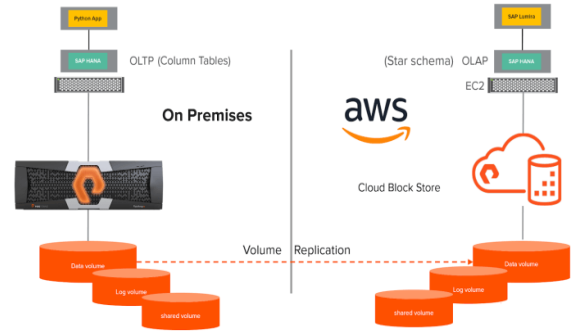 Python App
SAP Lumira
SAP HANA
OLTP (Column Tables)
(Star schema) OLAP
SAP HANA
EC2
On Premises
aws
Cloud Block Store
Volume Replication
Data volume
Data volume
Log volume
Log volume
shared volume
shared volume